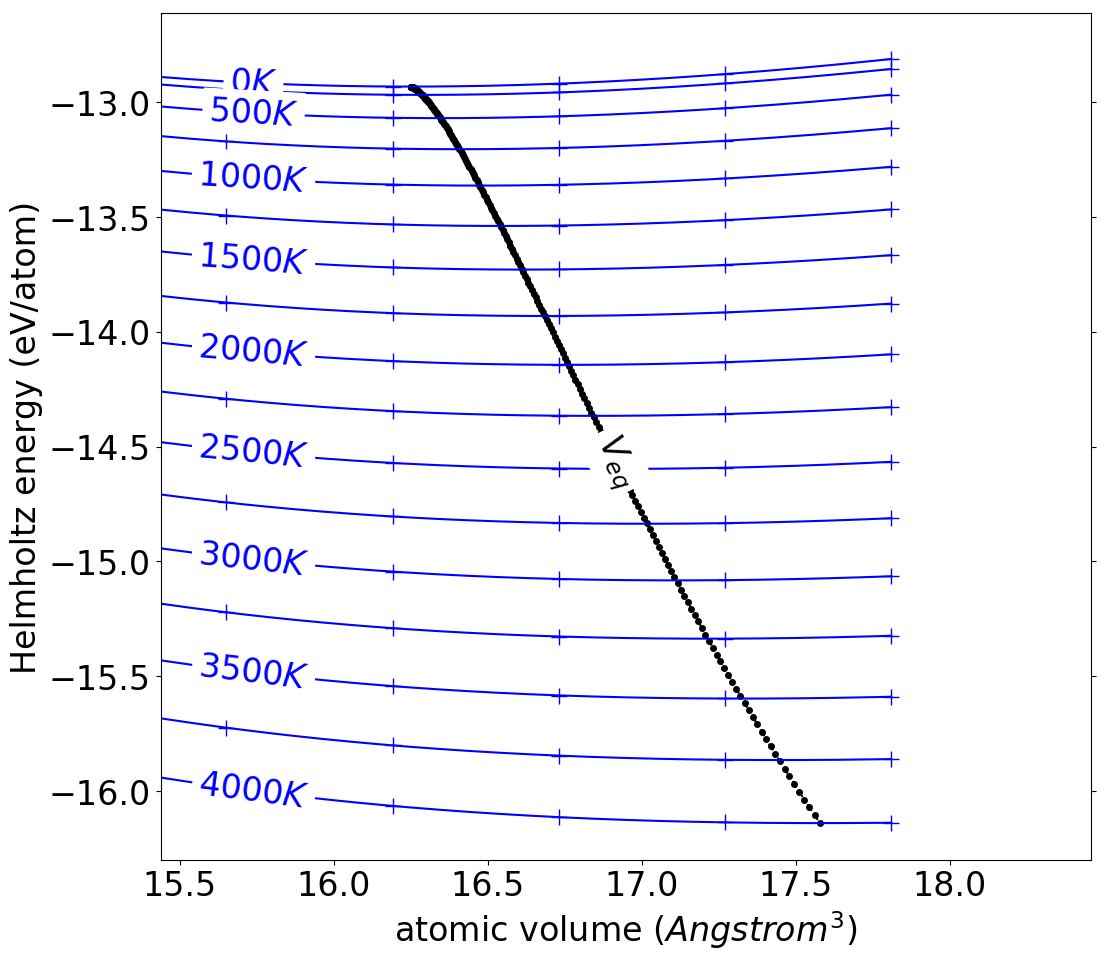 0K
500K
1000K
1500K
2000K
2500K
3000K
3500K
4000K
V eq
−13.0
−13.5
−14.0
−14.5
−15.0
−15.5
−16.0
Helmholtz energy (eV/atom)
15.5 16.0 16.5 17.0 17.5 18.0
atomic volume (Angstrom³)